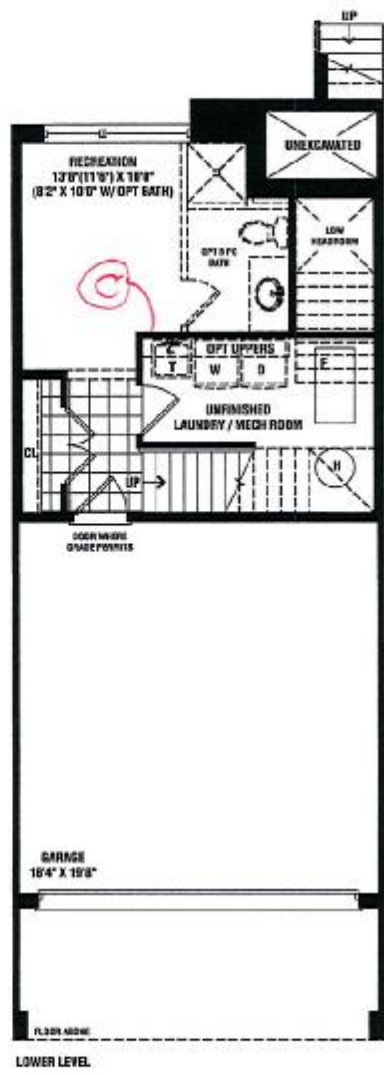 UP
UNEXCAVATED
RECREATION
13'8"(11'6") X 18'8"
(8'2" X 10'0" W/ OPT BATH)
LOW
HEADROOM
OPT 3 PC
BATH
OPT UPPERS
T
W
D
F
UNFINISHED
LAUNDRY / MECH ROOM
CL
UP
H
DOOR WHERE
GRADE PERMITS
GARAGE
18'4" X 19'8"
FLOOR ABOVE
LOWER LEVEL